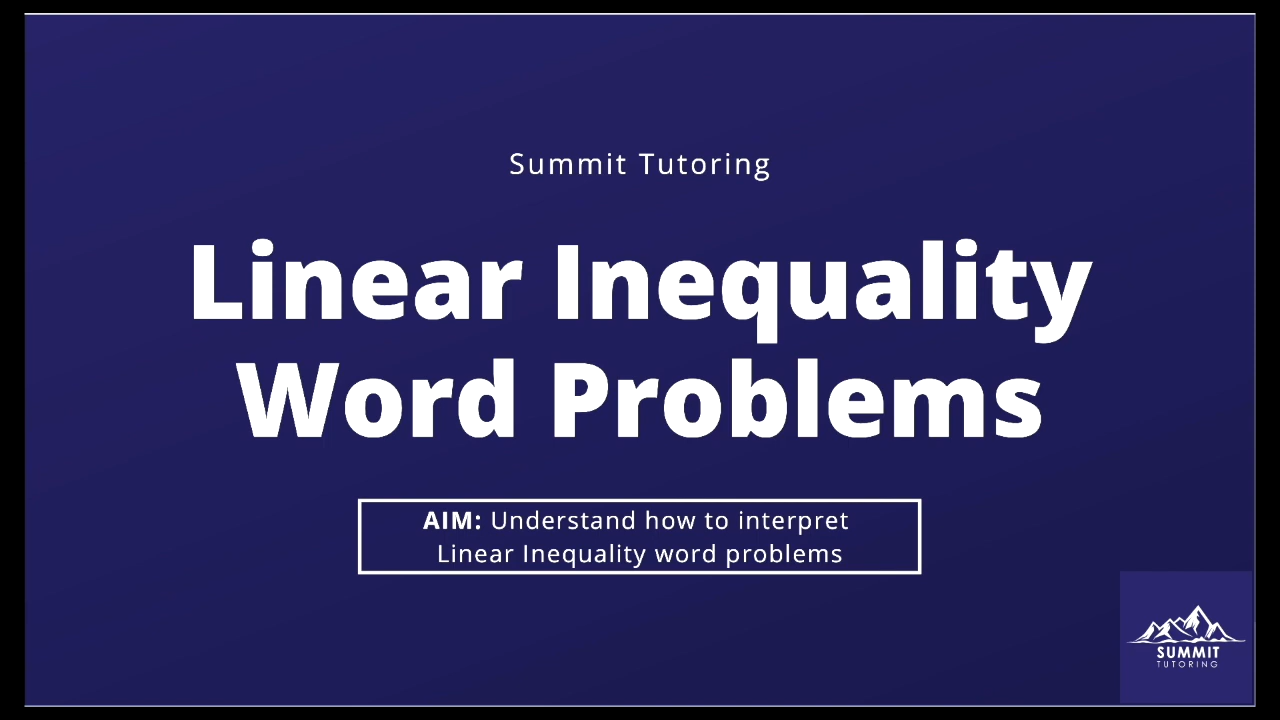 Summit Tutoring
Linear Inequality
Word Problems
AIM: Understand how to interpret
Linear Inequality word problems
SUMMIT
TUTORING